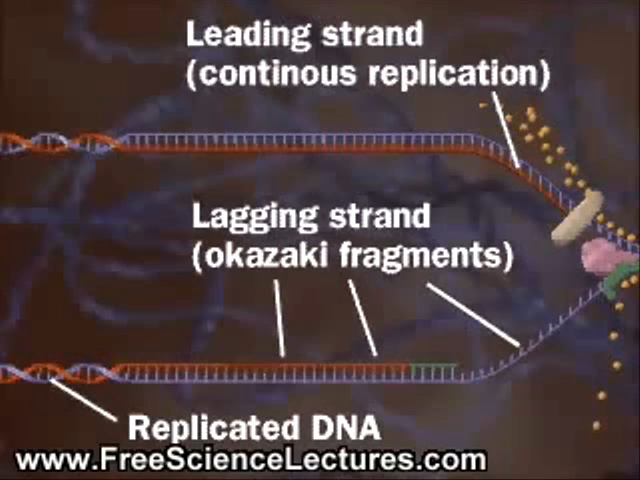 Leading strand
(continous replication)
Lagging strand
(okazaki fragments)
Replicated DNA
www.FreeScienceLectures.com